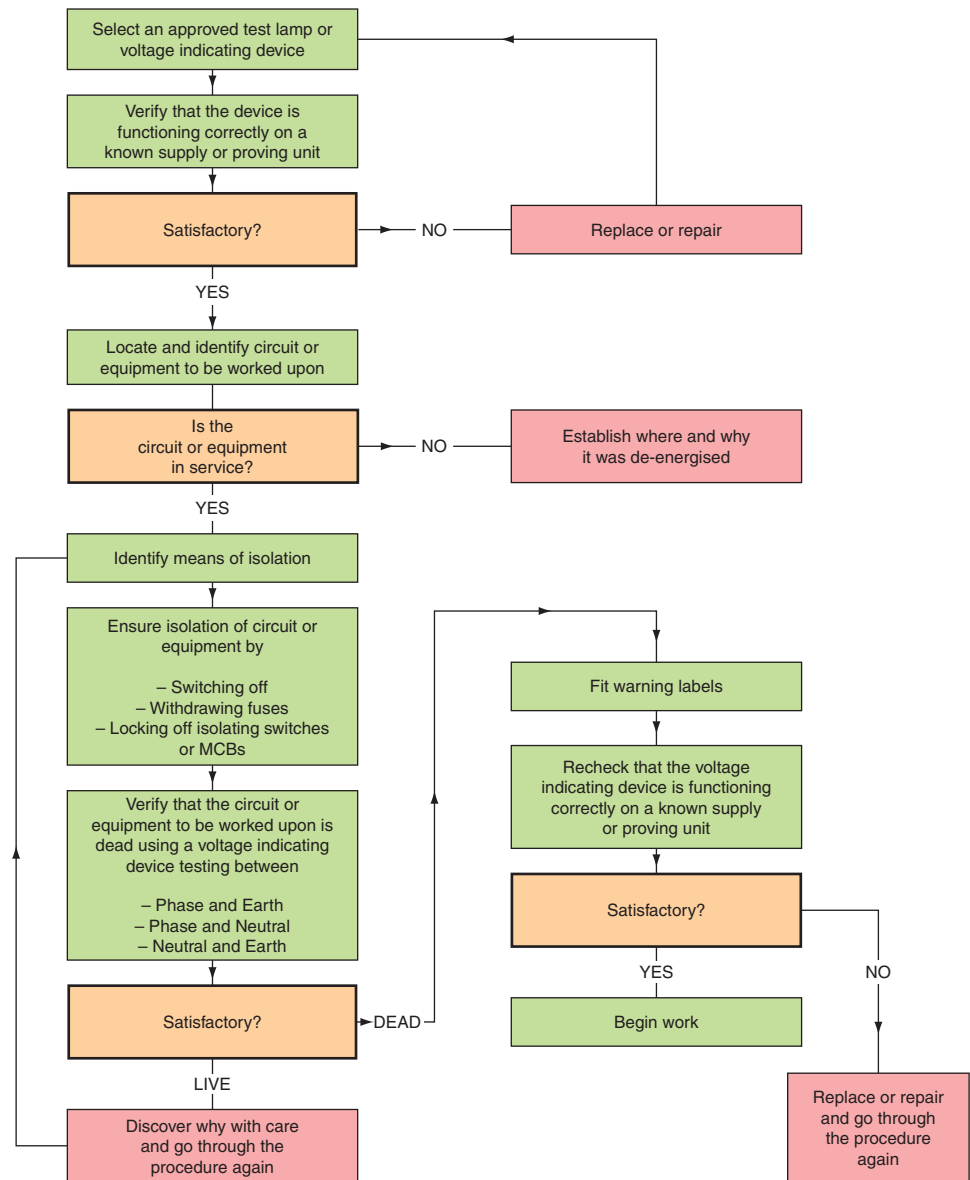 Select an approved test lamp or
voltage indicating device
Verify that the device is
functioning correctly on a
known supply or proving unit
Satisfactory?
NO
Replace or repair
YES
Locate and identify circuit or
equipment to be worked upon
Is the
circuit or equipment
in service?
NO
Establish where and why
it was de-energised
YES
Identify means of isolation
Ensure isolation of circuit or
equipment by
– Switching off
– Withdrawing fuses
– Locking off isolating switches
or MCBs
Verify that the circuit or
equipment to be worked upon is
dead using a voltage indicating
device testing between
– Phase and Earth
– Phase and Neutral
– Neutral and Earth
Satisfactory?
DEAD
LIVE
Discover why with care
and go through the
procedure again
Fit warning labels
Recheck that the voltage
indicating device is functioning
correctly on a known supply
or proving unit
Satisfactory?
YES
NO
Begin work
Replace or repair
and go through
the procedure
again